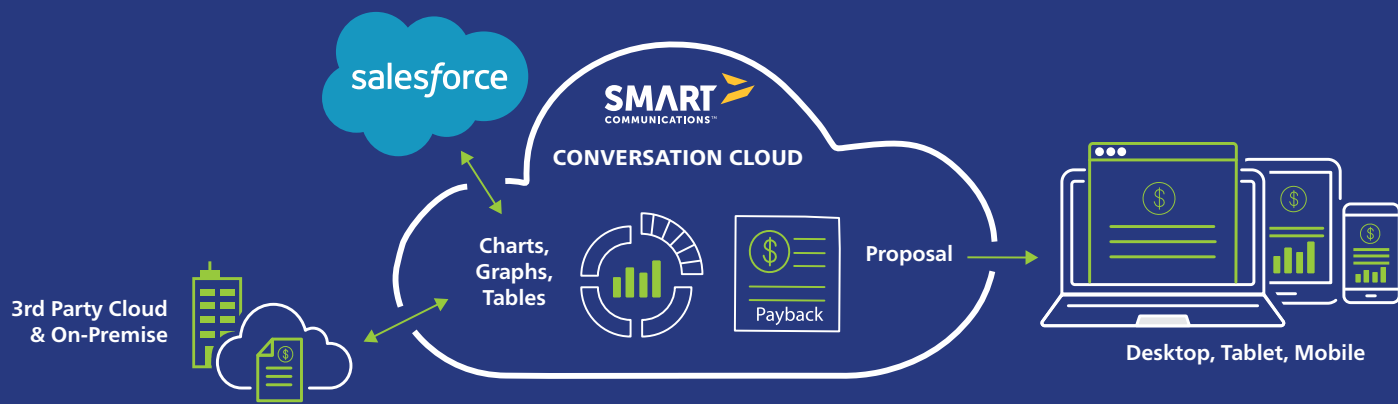 salesforce
SMART
COMMUNICATIONS™
CONVERSATION CLOUD
Charts,
Graphs,
Tables
$
Payback
Proposal
3rd Party Cloud
& On-Premise
$
$
$
$
Desktop, Tablet, Mobile